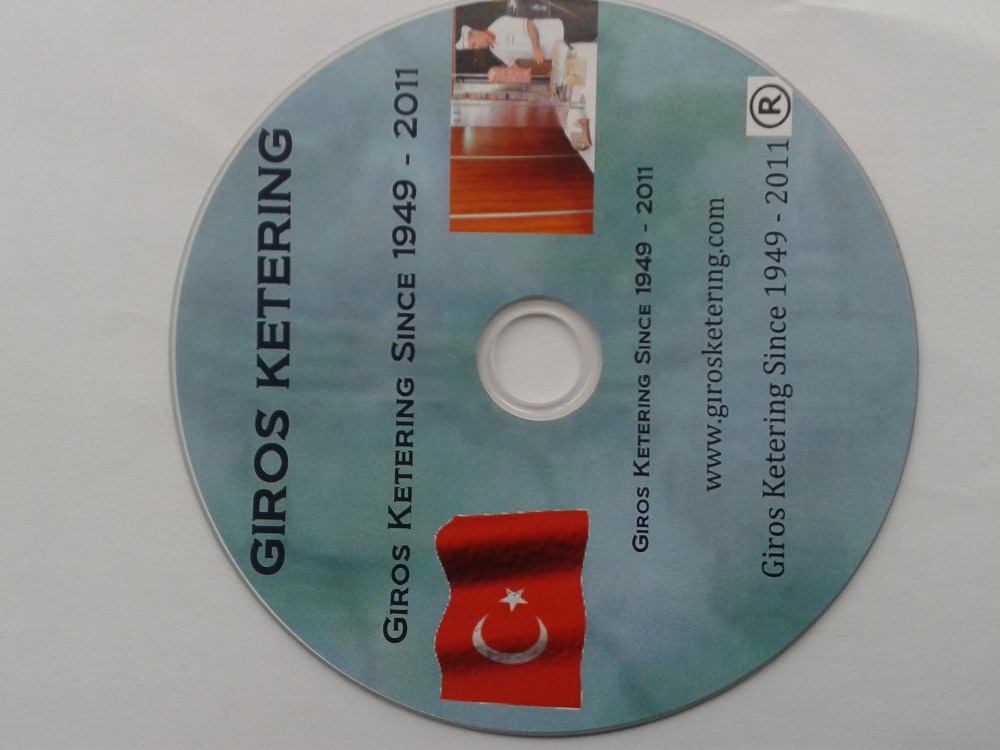 GIROS KETERING
GIROS KETERING SINCE 1949 - 2011
GIROS KETERING SINCE 1949 - 2011
www.gırosketerıng.com
Giros Ketering Since 1949 - 2011 ®